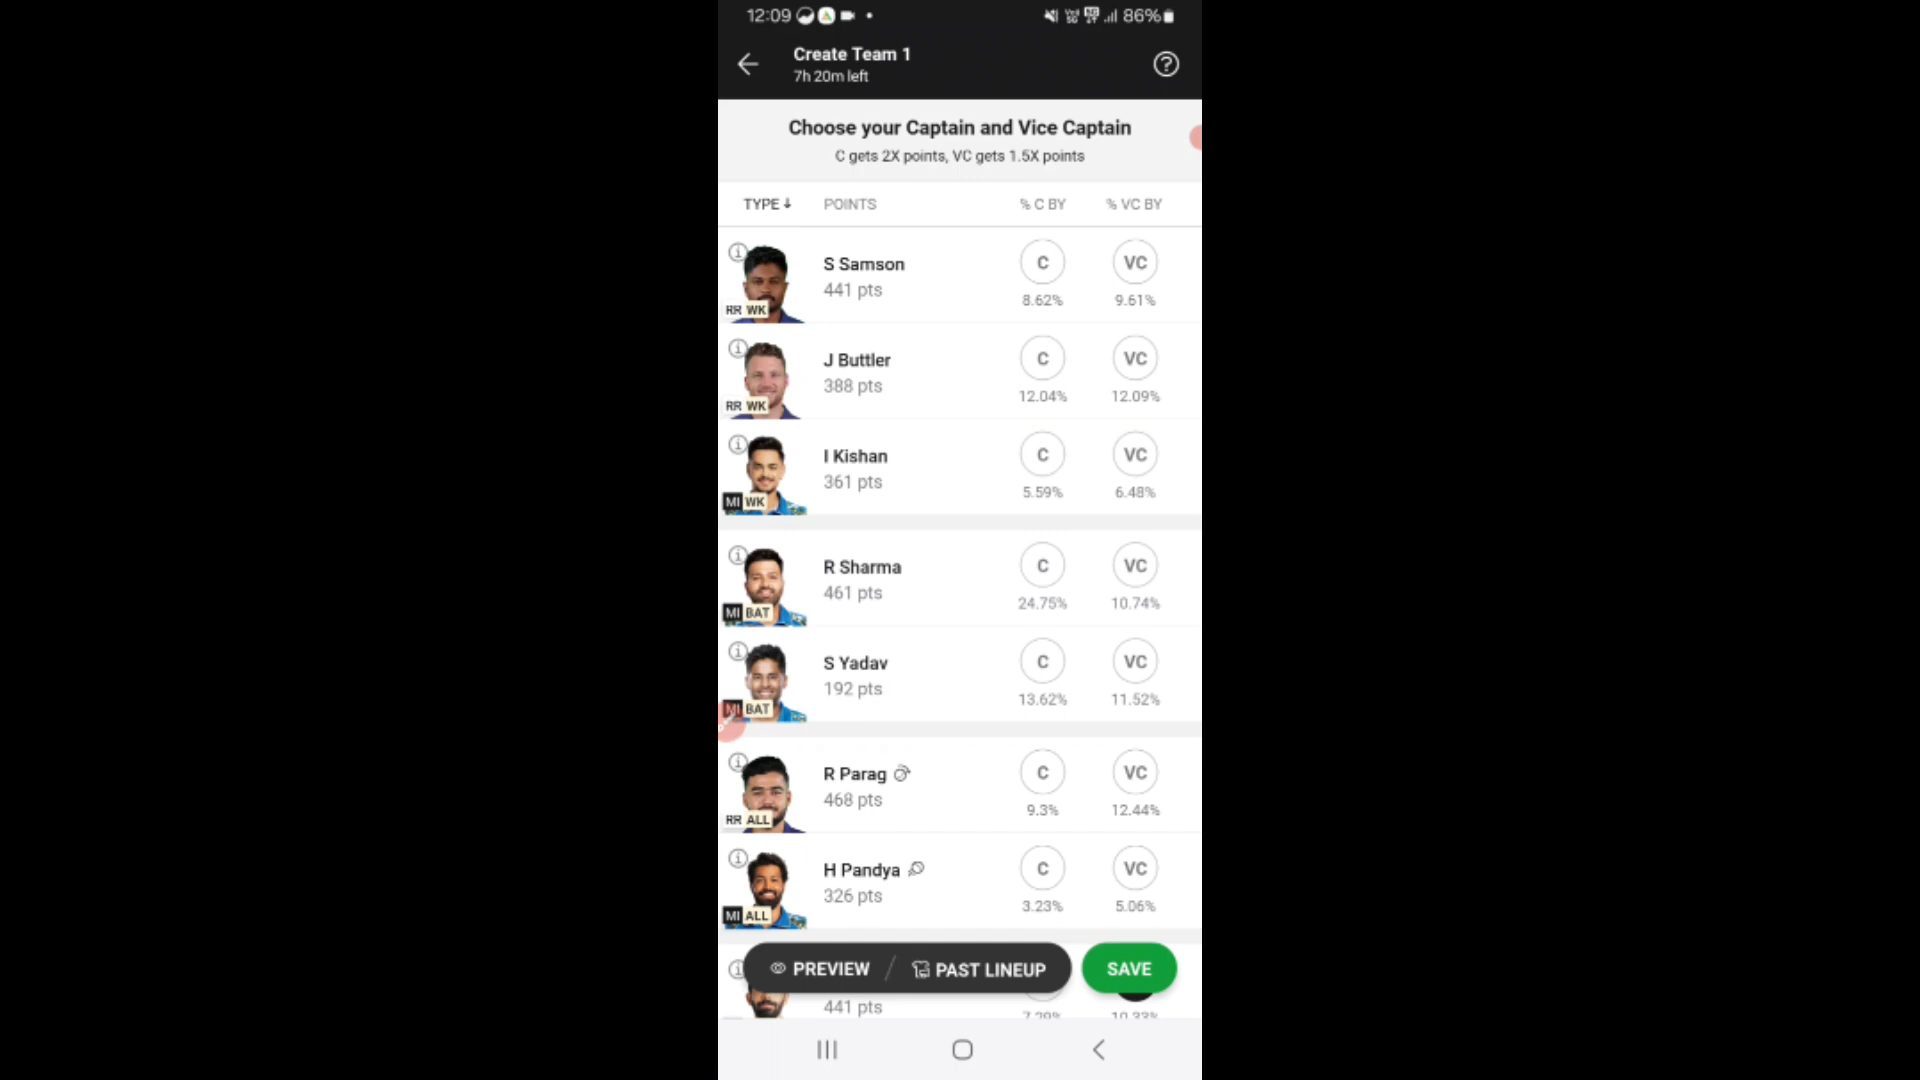 12:09
86%
Create Team 1
7h 20m left
Choose your Captain and Vice Captain
C gets 2X points, VC gets 1.5X points
TYPE POINTS % C BY % VC BY
S Samson C VC
441 pts 8.62% 9.61%
RR WK
J Buttler C VC
388 pts 12.04% 12.09%
RR WK
I Kishan C VC
361 pts 5.59% 6.48%
MI WK
R Sharma C VC
461 pts 24.75% 10.74%
MI BAT
S Yadav C VC
192 pts 13.62% 11.52%
MI BAT
R Parag C VC
468 pts 9.3% 12.44%
RR ALL
H Pandya C VC
326 pts 3.23% 5.06%
MI ALL
PREVIEW / PAST LINEUP SAVE
441 pts 7.29% 10.33%